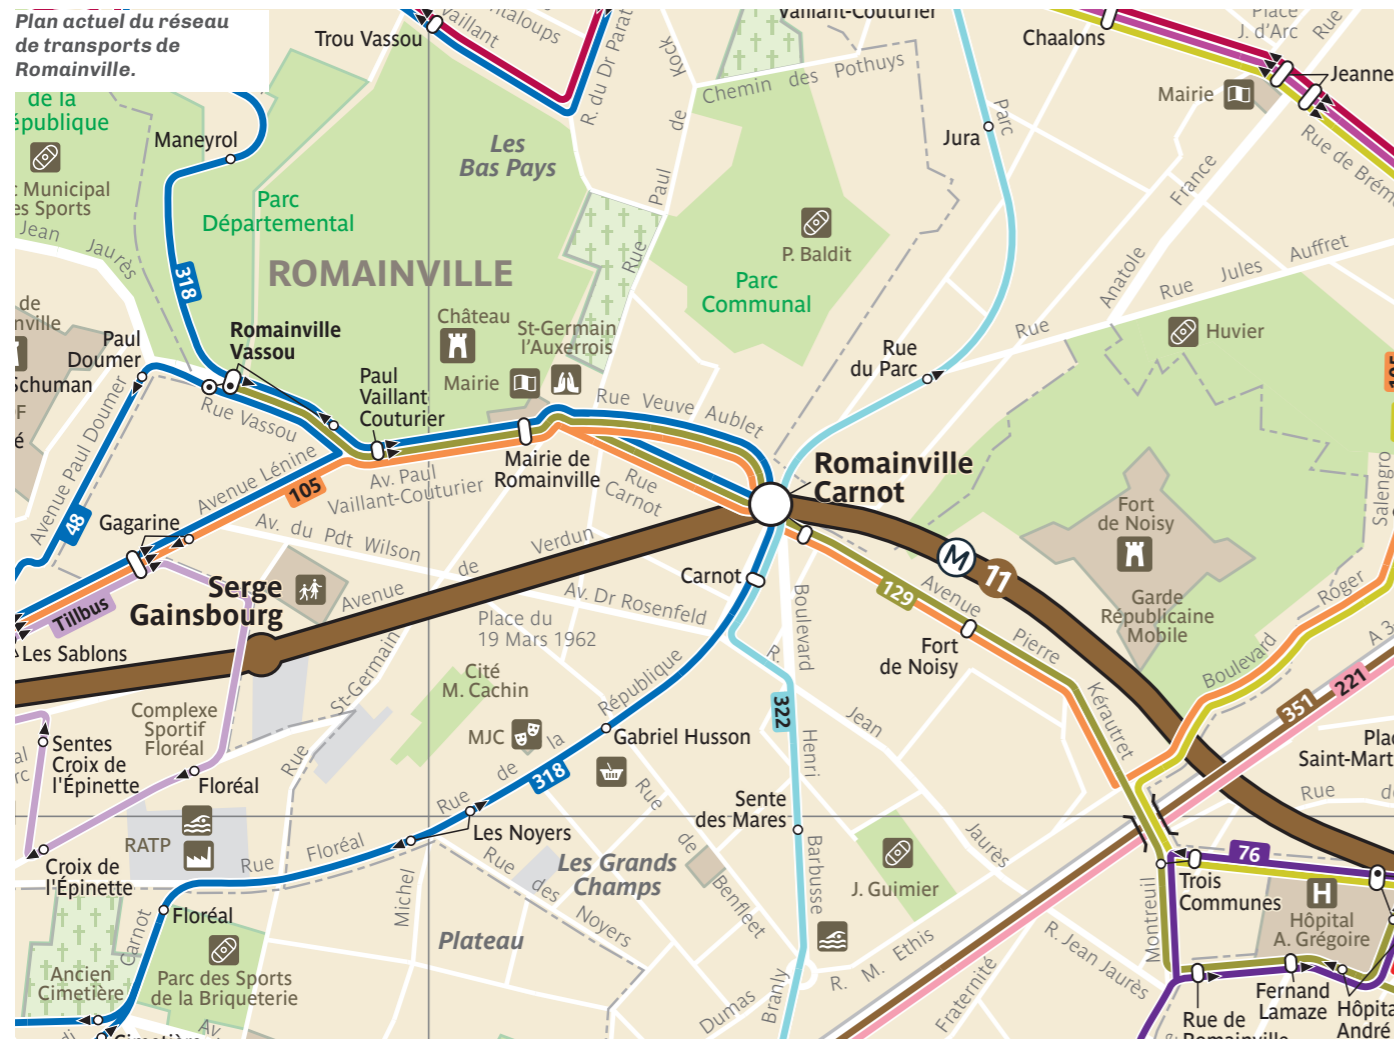 Plan actuel du réseau
de transports de
Romainville.
Trou Vassou
Vaillant
R. du Dr Parat
Kock
de
Paul
Rue
Vaillant-Couturier
Chemin des Pothuys
Chaalons
Place
J. d'Arc
Rue
Jeanne
Mairie
Rue de Brém
de la
épublique
Maneyrol
Municipal
es Sports
Jean Jaurès
Les
Bas Pays
Parc
Départemental
ROMAINVILLE
318
P. Baldit
Parc
Communal
Jura
Parc
France
Anatole
Rue Jules Auffret
Rue
Huvier
de
nville
Paul
Doumer
Schuman
Romainville
Vassou
Château
St-Germain
l'Auxerrois
Mairie
Paul
Vaillant
Couturier
Rue Vassou
Avenue Paul Doumer
48
Rue
du Parc
105
Rue Veuve Aublet
Mairie de
Romainville
Rue
Carnot
Romainville
Carnot
Avenue Lénine
105
Av. Paul
Vaillant-Couturier
Gagarine
Av. du Pdt Wilson
Avenue de Verdun
Fort
de Noisy
Salengro
M
11
Carnot
Serge
Gainsbourg
Tillbus
Les Sablons
Av. Dr Rosenfeld
Place du
19 Mars 1962
Boulevard
129
Avenue
Pierre
Kérautret
Fort
de Noisy
Garde
Républicaine
Mobile
Boulevard Roger
A 3
221
351
Cité
M. Cachin
République
la
de
Rue
St-Germain
Rue
Complexe
Sportif
Floréal
Sentes
Croix de
l'Épinette
Floréal
MJC
Gabriel Husson
318
R.
Jean
Jaurès
322
Henri
Barbusse
Plac
Saint-Mart
Rue d
Sente
des Mares
RATP
Croix de
l'Épinette
Rue Floréal
Les Noyers
Rue
des
Noyers
Les Grands
Champs
Rue
de
Benfleet
J. Guimier
76
Trois
Communes
H
Hôpital
A. Grégoire
Montreuil
Floréal
Carnot
Michel
Plateau
Ancien
Cimetière
Parc des Sports
de la Briqueterie
Av.
Cimetière
Dumas
Branly
R. M. Ethis
Fraternité
R. Jean Jaurès
Fernand
Lamaze
Hôpita
André
Rue de
Romainville